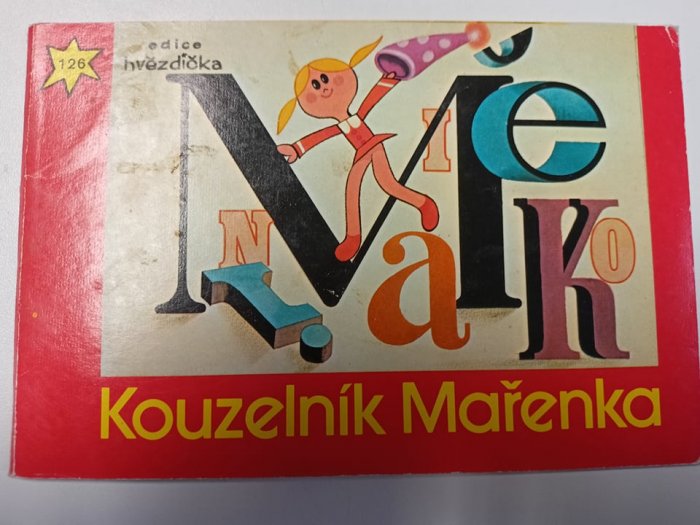 126
edice
hvězdička
M ě
I
N a K o
ž.
Kouzelník Mařenka